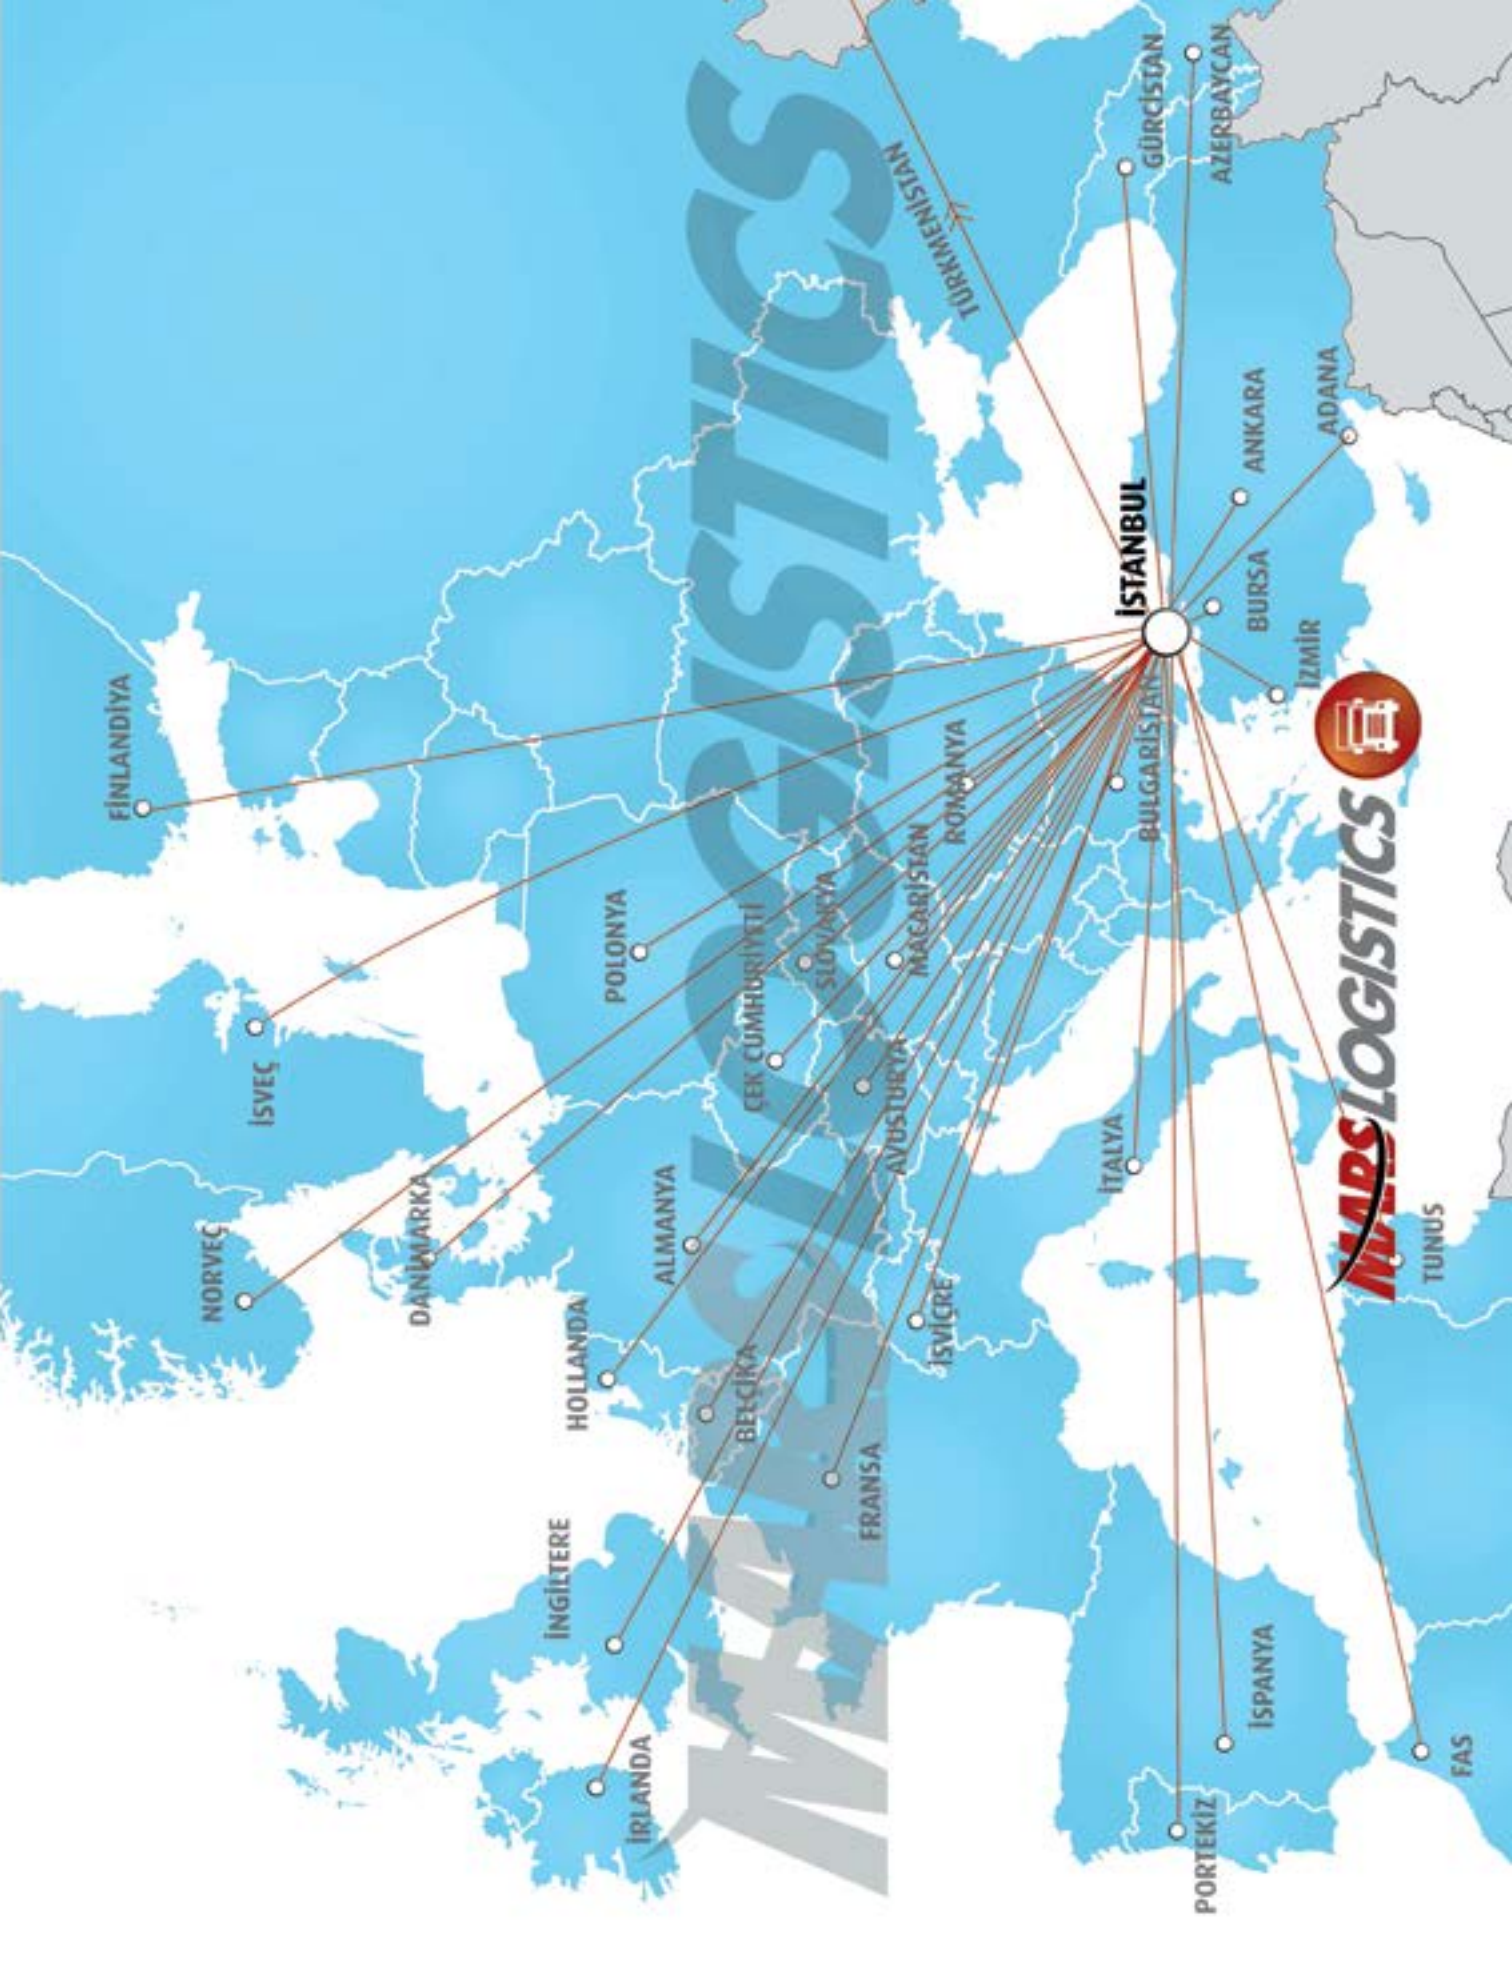 FİNLANDİYA
İSVEÇ
NORVEÇ
DANİMARKA
POLONYA
HOLLANDA
ALMANYA
ÇEK CUMHURİYETİ
SLOVAKYA
İNGİLTERE
İRLANDA
BELÇİKA
AVUSTURYA
MACARİSTAN
ROMANYA
FRANSA
İSVİÇRE
TÜRKMENİSTAN
MARS LOGISTICS
İTALYA
BULGARİSTAN
İSTANBUL
GÜRCİSTAN
AZERBAYCAN
PORTEKİZ
İSPANYA
BURSA
ANKARA
İZMİR
ADANA
FAS
TUNUS
MARS LOGISTICS